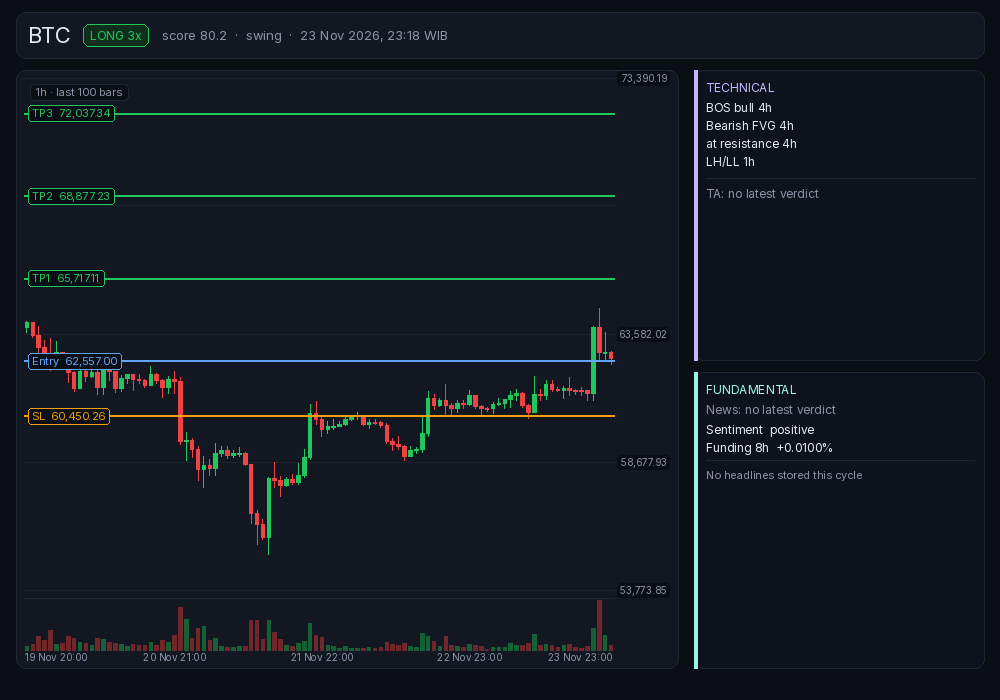 BTC LONG 3x score 80.2 · swing · 23 Nov 2026, 23:18 WIB
1h · last 100 bars
73,390.19
TP3 72,037.34
TP2 68,877.23
TP1 65,717.11
63,582.02
Entry 62,557.00
SL 60,450.26
58,677.93
53,773.85
19 Nov 20:00 20 Nov 21:00 21 Nov 22:00 22 Nov 23:00 23 Nov 23:00
TECHNICAL
BOS bull 4h
Bearish FVG 4h
at resistance 4h
LH/LL 1h
TA: no latest verdict
FUNDAMENTAL
News: no latest verdict
Sentiment positive
Funding 8h +0.0100%
No headlines stored this cycle